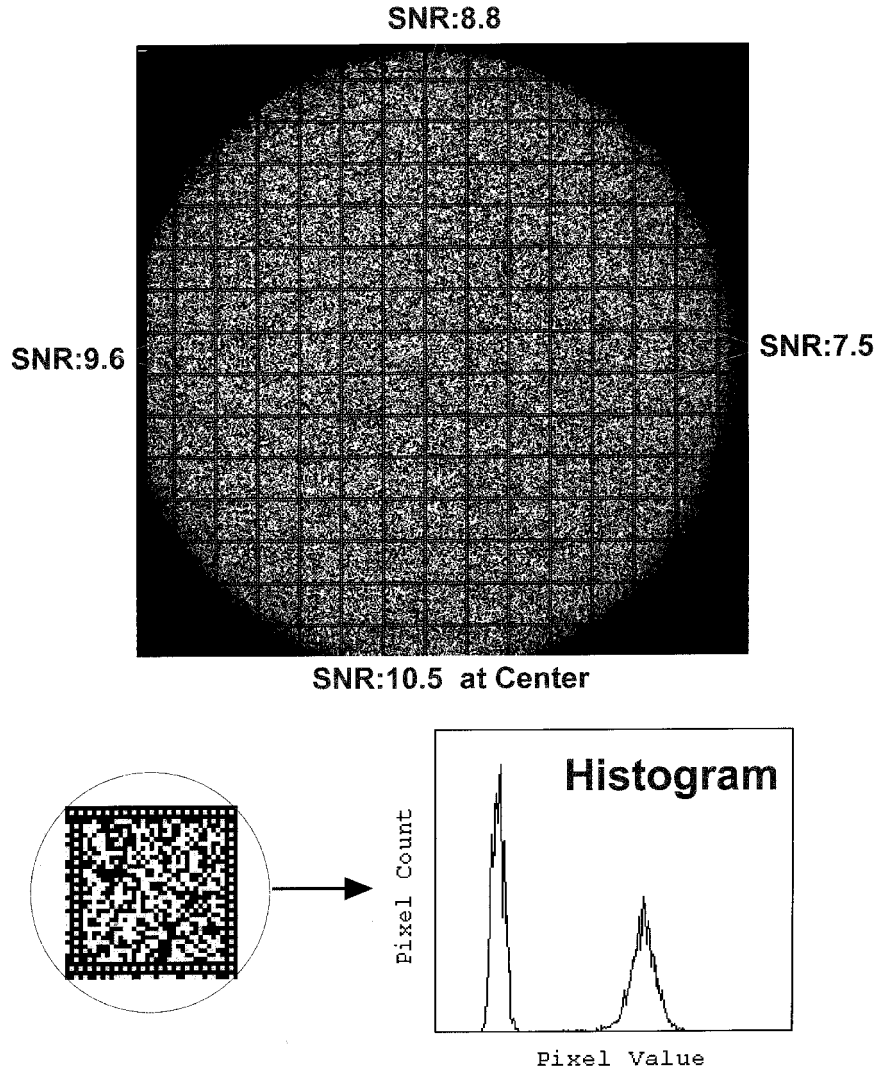 SNR:8.8
SNR:9.6
SNR:7.5
SNR:10.5 at Center
Histogram
Pixel Count
Pixel Value